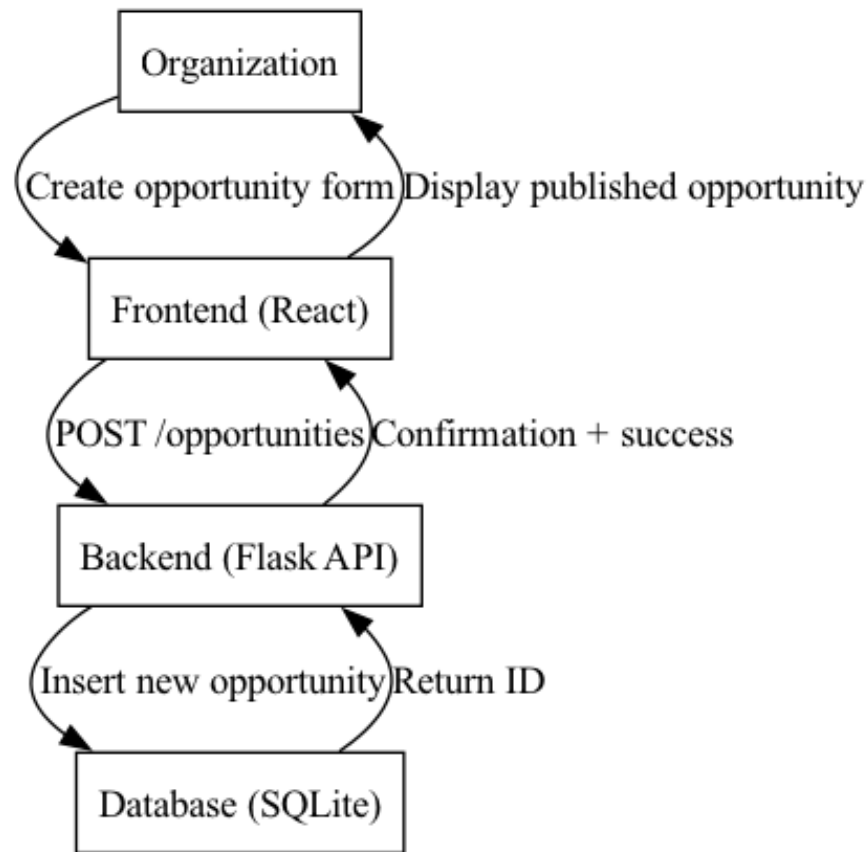 Organization
Create opportunity form
Display published opportunity
Frontend (React)
POST /opportunities
Confirmation + success
Backend (Flask API)
Insert new opportunity
Return ID
Database (SQLite)